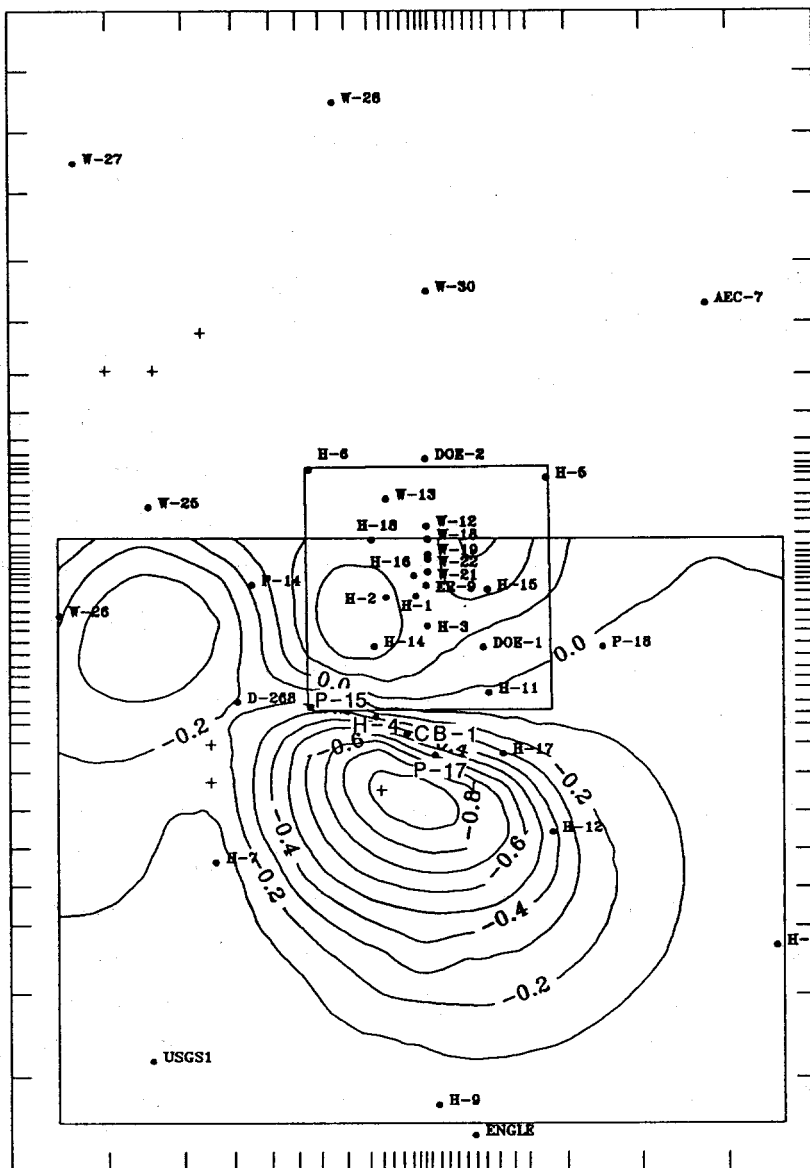 W-26
W-27
W-30
AEC-7
H-6
DOE-2
H-5
W-13
W-25
W-12
H-18
W-18
W-19
H-16
W-22
W-21
P-14
ER-9
H-15
H-2
H-1
W-26
H-3
H-14
DOE-1
0.0
P-18
0.0
H-11
D-268
P-15
-0.2
H-4
CB-1
-0.6
H-17
P-17
-0.2
-0.8
H-12
-0.4
-0.6
H-7
-0.2
-0.4
H-
-0.2
USGS1
H-9
ENGLE